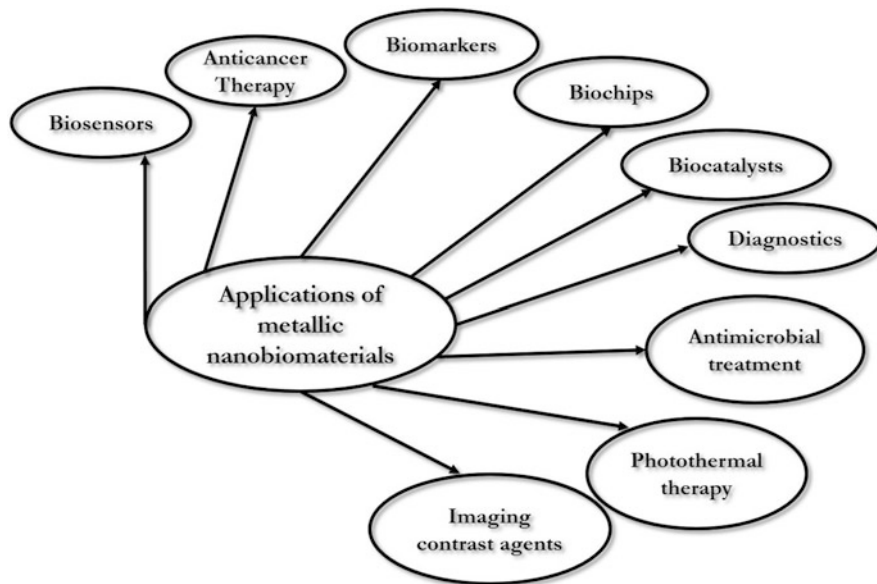 Biomarkers
Anticancer
Therapy
Biochips
Biosensors
Biocatalysts
Diagnostics
Applications of
metallic
nanobiomaterials
Antimicrobial
treatment
Photothermal
therapy
Imaging
contrast agents